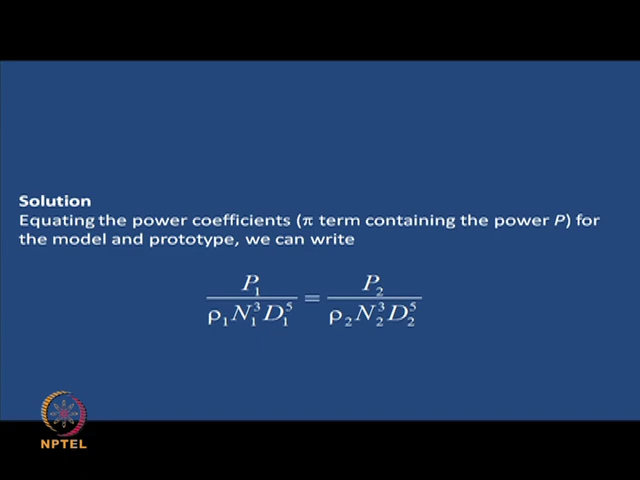 Solution
Equating the power coefficients (π term containing the power P) for
the model and prototype, we can write
P₁ / ρ₁N₁³D₁⁵ = P₂ / ρ₂N₂³D₂⁵
NPTEL